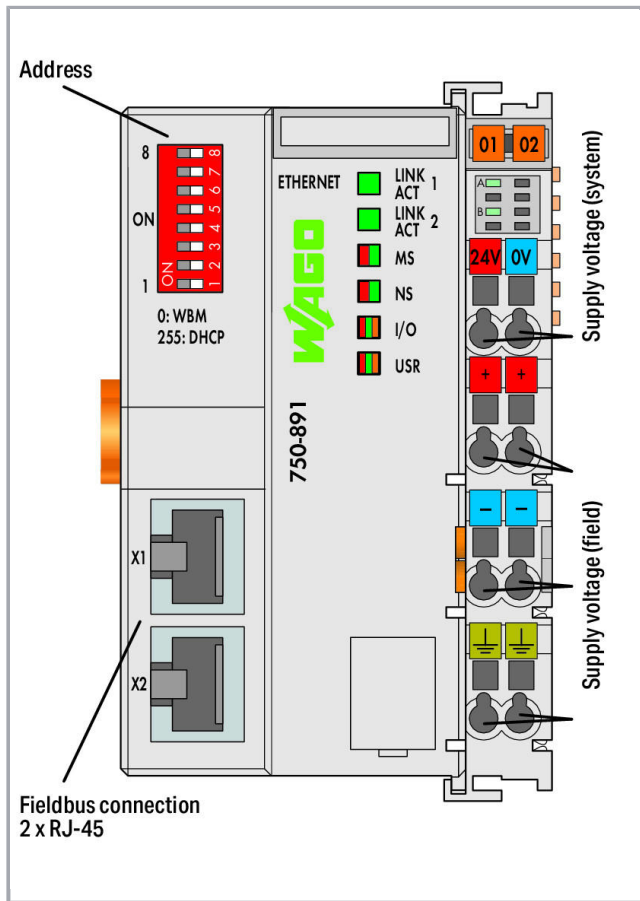 Address
8
ON
1
8
7
6
5
4
3
2
1
ON
0: WBM
255: DHCP
ETHERNET
LINK
ACT 1
LINK
ACT 2
MS
NS
I/O
USR
WAGO
750-891
X1
X2
01 02
A
B
24V 0V
+ +
− −
Supply voltage (system)
Supply voltage (field)
Fieldbus connection
2 x RJ-45